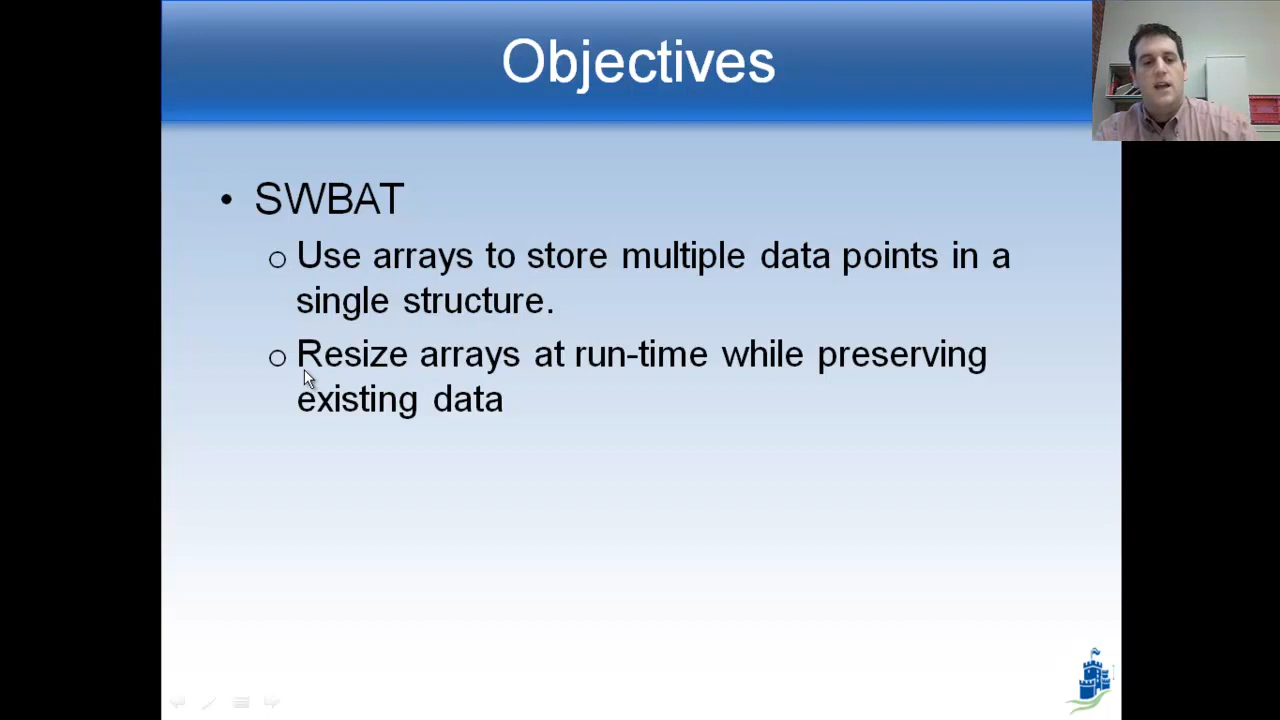 Objectives
• SWBAT
o Use arrays to store multiple data points in a
single structure.
o Resize arrays at run-time while preserving
existing data